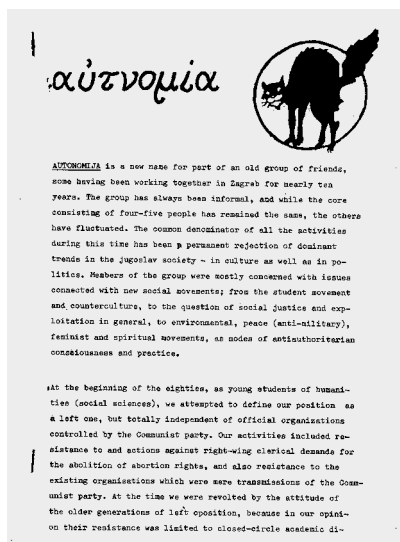 αὐτνομία
AUTONOMIJA is a new name for part of an old group of friends,
some having been working together in Zagreb for nearly ten
years. The group has always been informal, and while the core
consisting of four-five people has remained the same, the others
have fluctuated. The common denominator of all the activities
during this time has been a permanent rejection of dominant
trends in the jugoslav society - in culture as well as in po-
litics. Members of the group were mostly concerned with issues
connected with new social movements; from the student movement
and counterculture, to the question of social justice and exp-
loitation in general, to environmental, peace (anti-military),
feminist and spiritual movements, as modes of antiauthoritarian
consciousness and practice.
At the beginning of the eighties, as young students of humani-
ties (social sciences), we attempted to define our position as
a left one, but totally independent of official organizations
controlled by the Communist party. Our activities included re-
sistance to and actions against right-wing clerical demands for
the abolition of abortion rights, and also resistance to the
existing organisations which were mere transmissions of the Comm-
unist party. At the time we were revolted by the attitude of
the older generations of left oposition, because in our opini-
on their resistance was limited to closed-circle academic di-